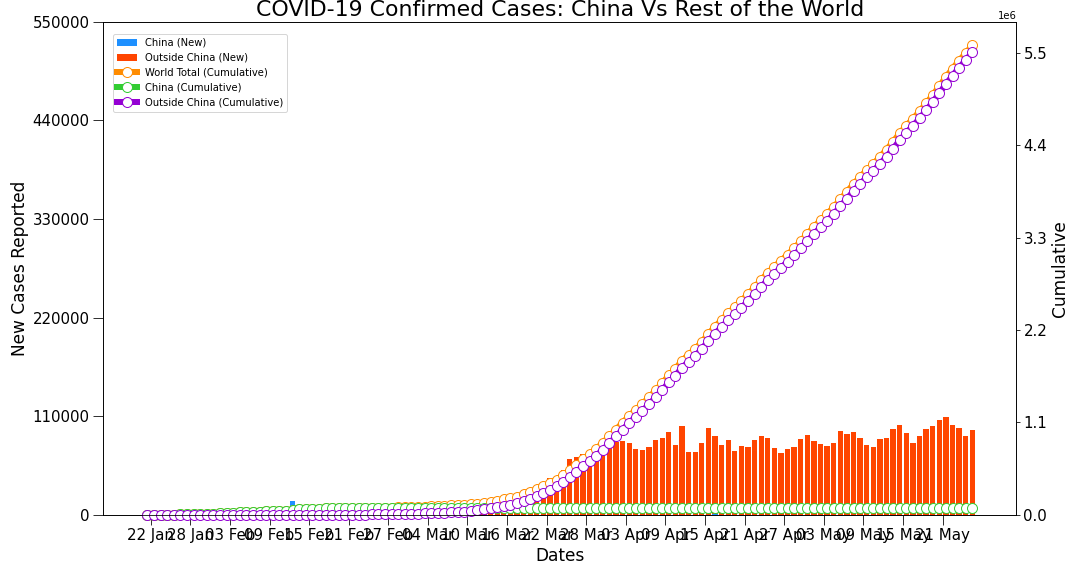 COVID-19 Confirmed Cases: China Vs Rest of the World
1e6
550000
440000
330000
220000
110000
0
New Cases Reported
China (New)
Outside China (New)
World Total (Cumulative)
China (Cumulative)
Outside China (Cumulative)
5.5
4.4
3.3
2.2
1.1
0.0
Cumulative
22 Jan 28 Jan 03 Feb 09 Feb 15 Feb 21 Feb 27 Feb 04 Mar 10 Mar 16 Mar 22 Mar 28 Mar 03 Apr 09 Apr 15 Apr 21 Apr 27 Apr 03 May 09 May 15 May 21 May
Dates